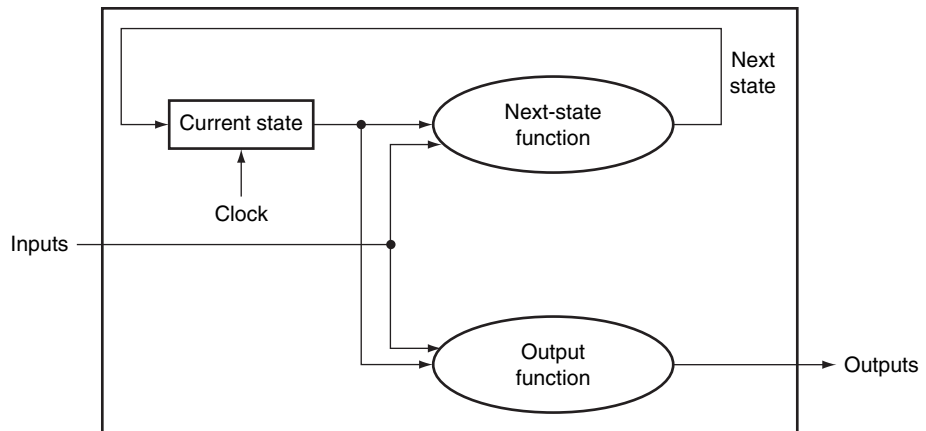 Next
state
Next-state
function
Current state
Clock
Inputs
Output
function
Outputs